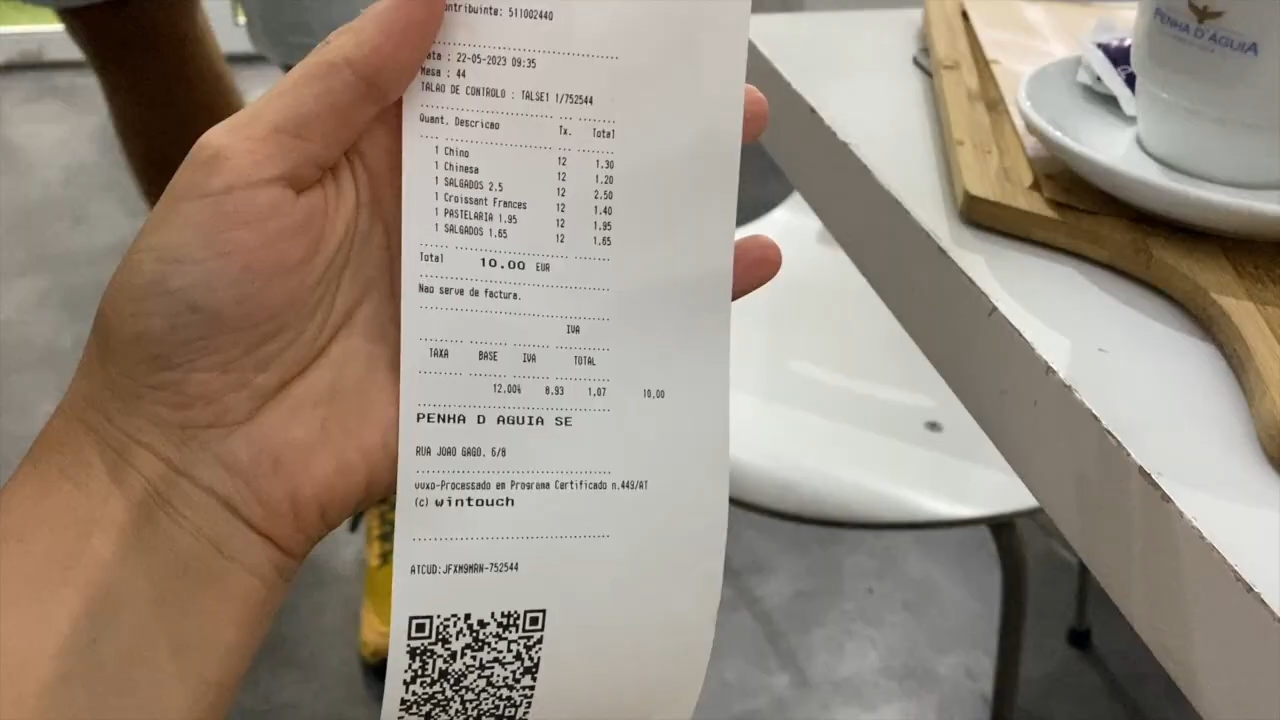 ontribuinte: 511002440
ata : 22-05-2023 09:35
Mesa : 44
TALAO DE CONTROLO : TALSE1 1/752544
Quant. Descricao Tx. Total
1 Chino 12 1.30
1 Chinesa 12 1.20
1 SALGADOS 2.5 12 2.50
1 Croissant Frances 12 1.40
1 PASTELARIA 1.95 12 1.95
1 SALGADOS 1.65 12 1.65
Total 10.00 EUR
Nao serve de factura.
IVA
TAXA BASE IVA TOTAL
12.00% 8.93 1.07 10.00
PENHA D AGUIA SE
RUA JOAO GAGO. 6/8
vuxo-Processado em Programa Certificado n.449/AT
(c) wintouch
ATCUD:JFXM9MRN-752544
PENHA D'AGUIA